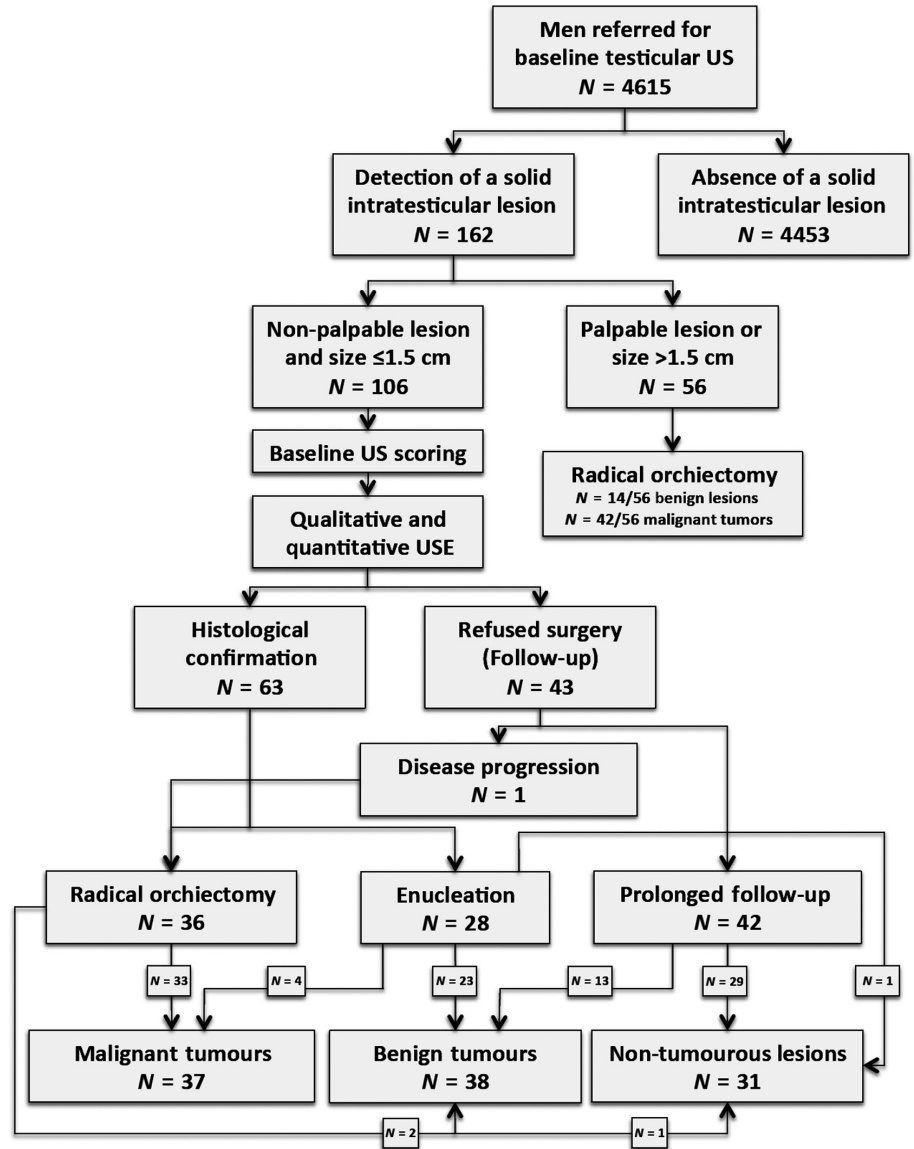 Men referred for
baseline testicular US
N = 4615
Detection of a solid
intratesticular lesion
N = 162
Absence of a solid
intratesticular lesion
N = 4453
Non-palpable lesion
and size ≤1.5 cm
N = 106
Palpable lesion or
size >1.5 cm
N = 56
Baseline US scoring
Radical orchiectomy
N = 14/56 benign lesions
N = 42/56 malignant tumors
Qualitative and
quantitative USE
Histological
confirmation
N = 63
Refused surgery
(Follow-up)
N = 43
Disease progression
N = 1
Radical orchiectomy
N = 36
Enucleation
N = 28
Prolonged follow-up
N = 42
N = 33
N = 4
N = 23
N = 13
N = 29
N = 1
Malignant tumours
N = 37
Benign tumours
N = 38
Non-tumourous lesions
N = 31
N = 2
N = 1